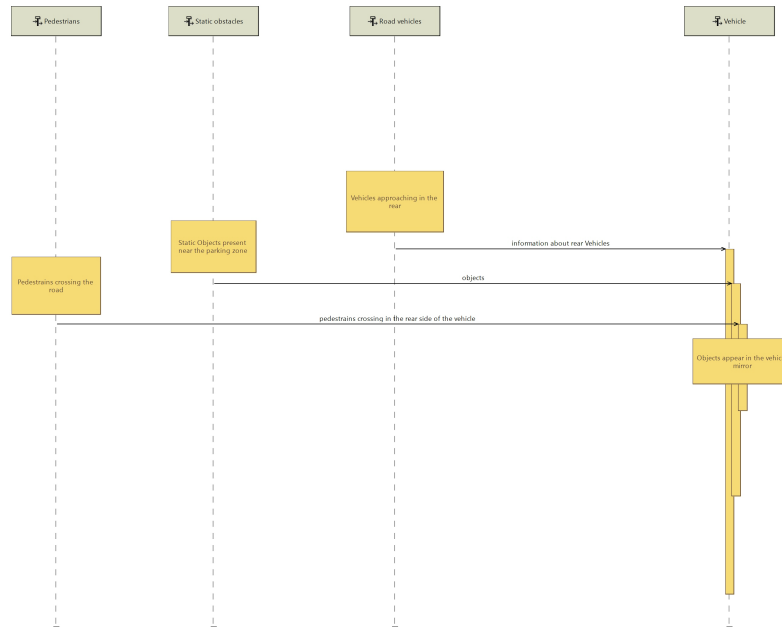 Pedestrians
Static obstacles
Road vehicles
Vehicle
Vehicles approaching in the
rear
Static Objects present
near the parking zone
information about rear Vehicles
Pedestrains crossing the
road
objects
pedestrains crossing in the rear side of the vehicle
Objects appear in the vehic
mirror